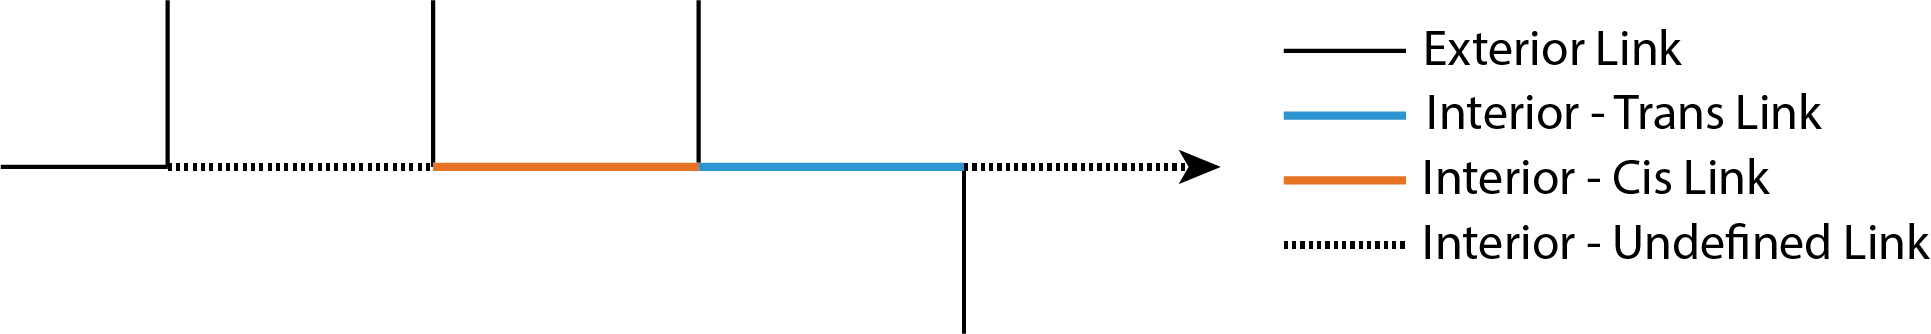 Exterior Link
Interior - Trans Link
Interior - Cis Link
Interior - Undefined Link